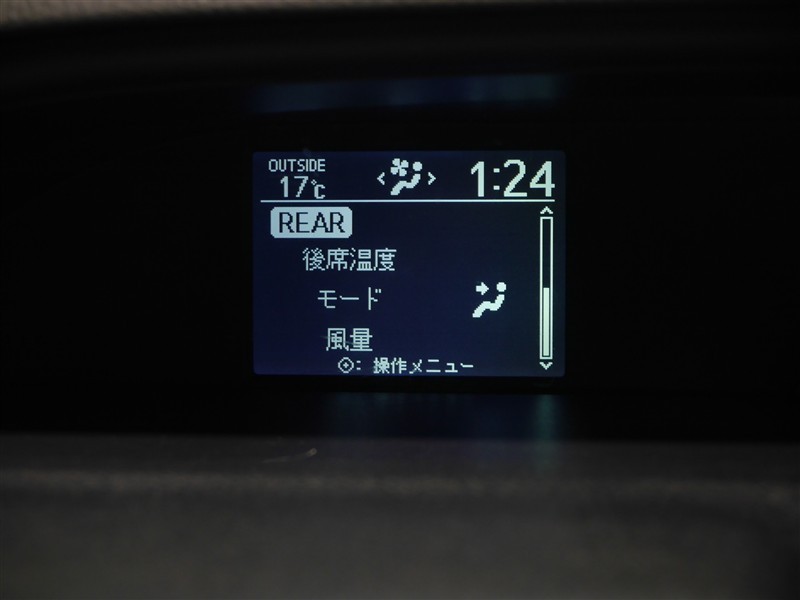 OUTSIDE
17℃
1:24
REAR
後席温度
モード
風量
: 操作メニュー